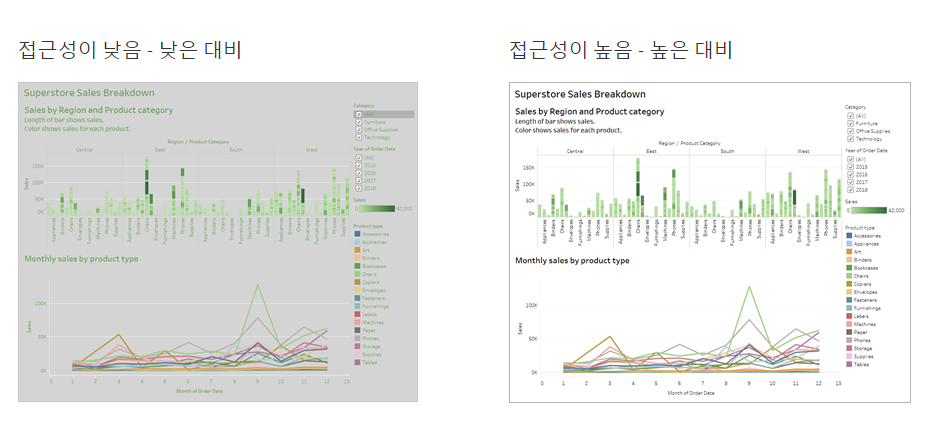 접근성이 낮음 - 낮은 대비
Superstore Sales Breakdown
Sales by Region and Product category
Length of bar shows sales.
Color shows sales for each product.
Region / Product Category
Central East South West
Sales
150K
100K
50K
0K
Appliances Binders Chairs Envelopes Furnishings Machines Phones Supplies Appliances Binders Chairs Envelopes Furnishings Machines Phones Supplies Appliances Binders Chairs Envelopes Furnishings Machines Phones Supplies Appliances Binders Chairs Envelopes Furnishings Machines Phones Supplies
Category
(All)
Furniture
Office Supplies
Technology
Year of Order Date
(All)
2015
2016
2017
2018
Sales
0 42,000
Product type
Accessories
Appliances
Art
Binders
Bookcases
Chairs
Copiers
Envelopes
Fasteners
Furnishings
Labels
Machines
Paper
Phones
Storage
Supplies
Tables
Monthly sales by product type
Sales
100K
50K
0K
0 1 2 3 4 5 6 7 8 9 10 11 12 13
Month of Order Date
접근성이 높음 - 높은 대비
Superstore Sales Breakdown
Sales by Region and Product category
Length of bar shows sales.
Color shows sales for each product.
Region / Product Category
Central East South West
Sales
150K
100K
50K
0K
Appliances Binders Chairs Envelopes Furnishings Machines Phones Supplies Appliances Binders Chairs Envelopes Furnishings Machines Phones Supplies Appliances Binders Chairs Envelopes Furnishings Machines Phones Supplies Appliances Binders Chairs Envelopes Furnishings Machines Phones Supplies
Category
(All)
Furniture
Office Supplies
Technology
Year of Order Date
(All)
2015
2016
2017
2018
Sales
0 42,000
Product type
Accessories
Appliances
Art
Binders
Bookcases
Chairs
Copiers
Envelopes
Fasteners
Furnishings
Labels
Machines
Paper
Phones
Storage
Supplies
Tables
Monthly sales by product type
Sales
100K
50K
0K
0 1 2 3 4 5 6 7 8 9 10 11 12 13
Month of Order Date